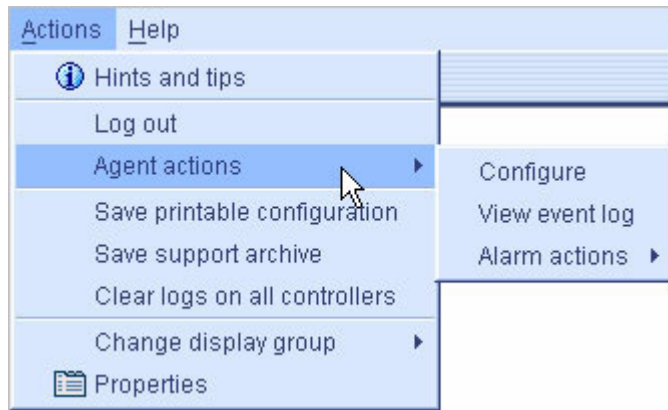 Actions Help
Hints and tips
Log out
Agent actions
Save printable configuration
Save support archive
Clear logs on all controllers
Change display group
Properties
Configure
View event log
Alarm actions